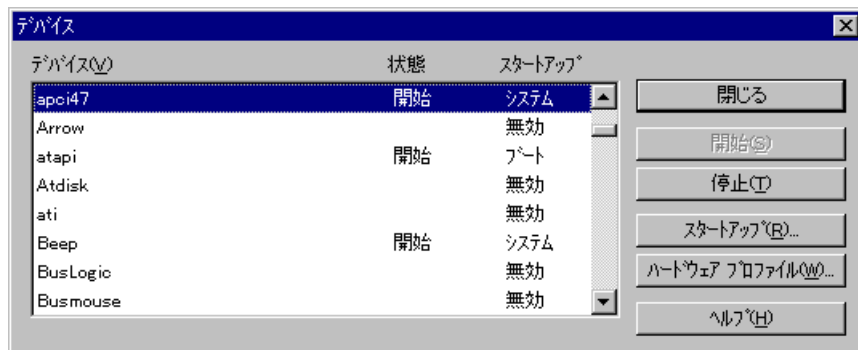 ﾃﾞﾊﾞｲｽ
ﾃﾞﾊﾞｲｽ(V) 状態 ｽﾀｰﾄｱｯﾌﾟ
apci47 開始 ｼｽﾃﾑ
Arrow 無効
atapi 開始 ﾌﾞｰﾄ
Atdisk 無効
ati 無効
Beep 開始 ｼｽﾃﾑ
BusLogic 無効
Busmouse 無効
閉じる
開始(S)
停止(T)
ｽﾀｰﾄｱｯﾌﾟ(R)...
ﾊｰﾄﾞｳｪｱ ﾌﾟﾛﾌｧｲﾙ(W)...
ﾍﾙﾌﾟ(H)